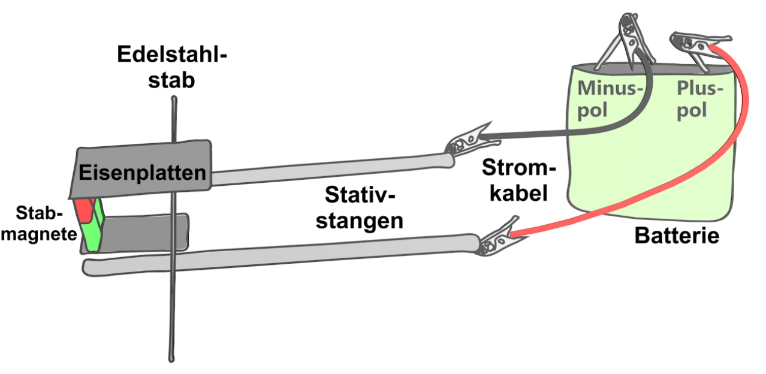 Edelstahl-
stab
Minus-
pol
Plus-
pol
Eisenplatten
Strom-
kabel
Stativ-
stangen
Stab-
magnete
Batterie